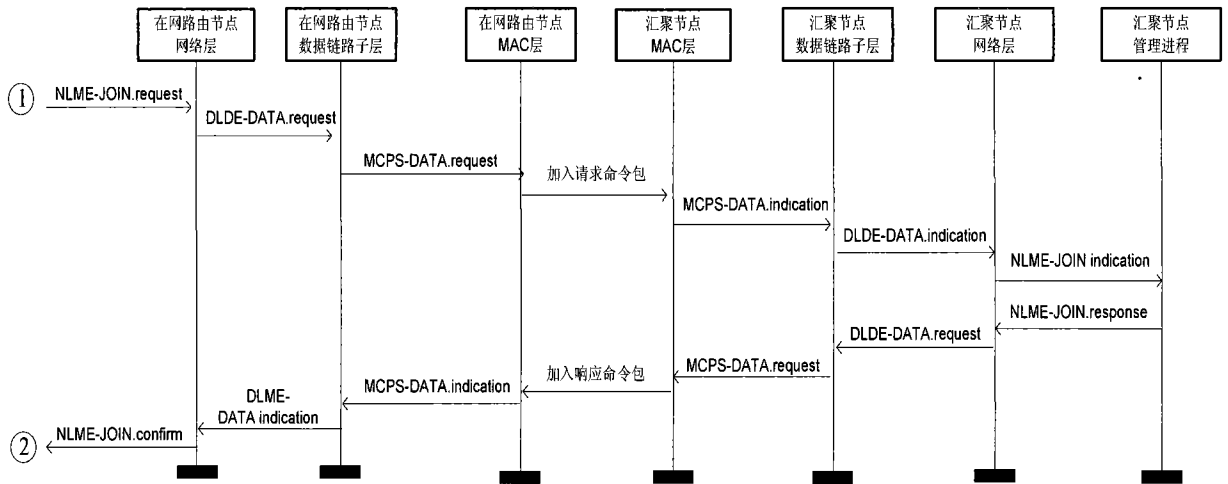 在网路由节点
网络层
在网路由节点
数据链路子层
在网路由节点
MAC层
汇聚节点
MAC层
汇聚节点
数据链路子层
汇聚节点
网络层
汇聚节点
管理进程
① NLME-JOIN.request
DLDE-DATA.request
MCPS-DATA.request
加入请求命令包
MCPS-DATA.indication
DLDE-DATA.indication
NLME-JOIN indication
NLME-JOIN.response
DLDE-DATA.request
MCPS-DATA.request
加入响应命令包
MCPS-DATA.indication
DLME-
DATA indication
② NLME-JOIN.confirm